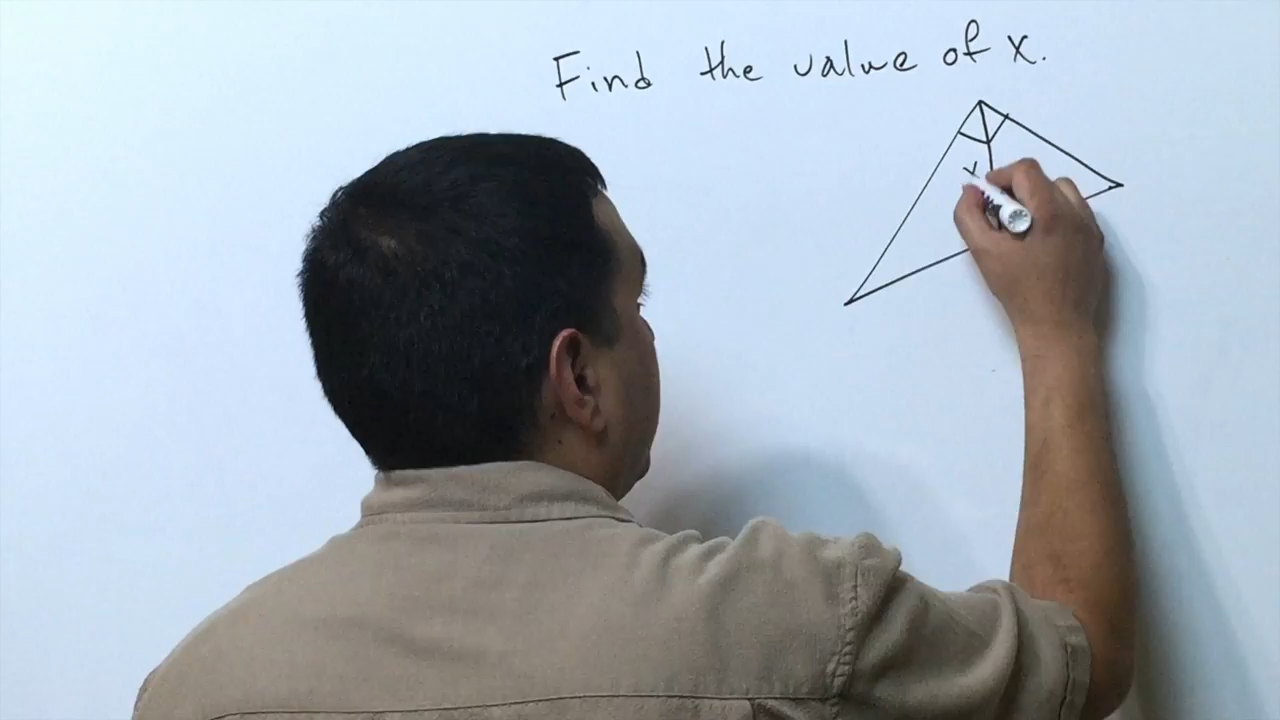 Find the value of x.
x